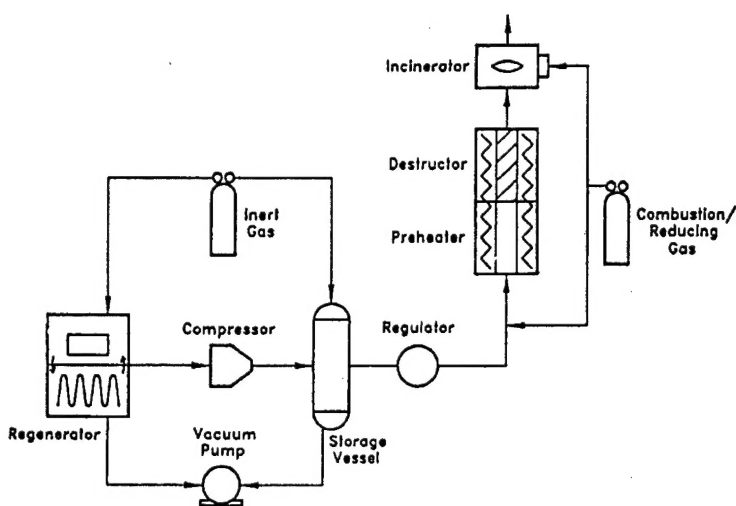 Incinerator
Destructor
Preheater
Combustion/
Reducing
Gas
Inert
Gas
Compressor
Regulator
Regenerator
Vacuum
Pump
Storage
Vessel